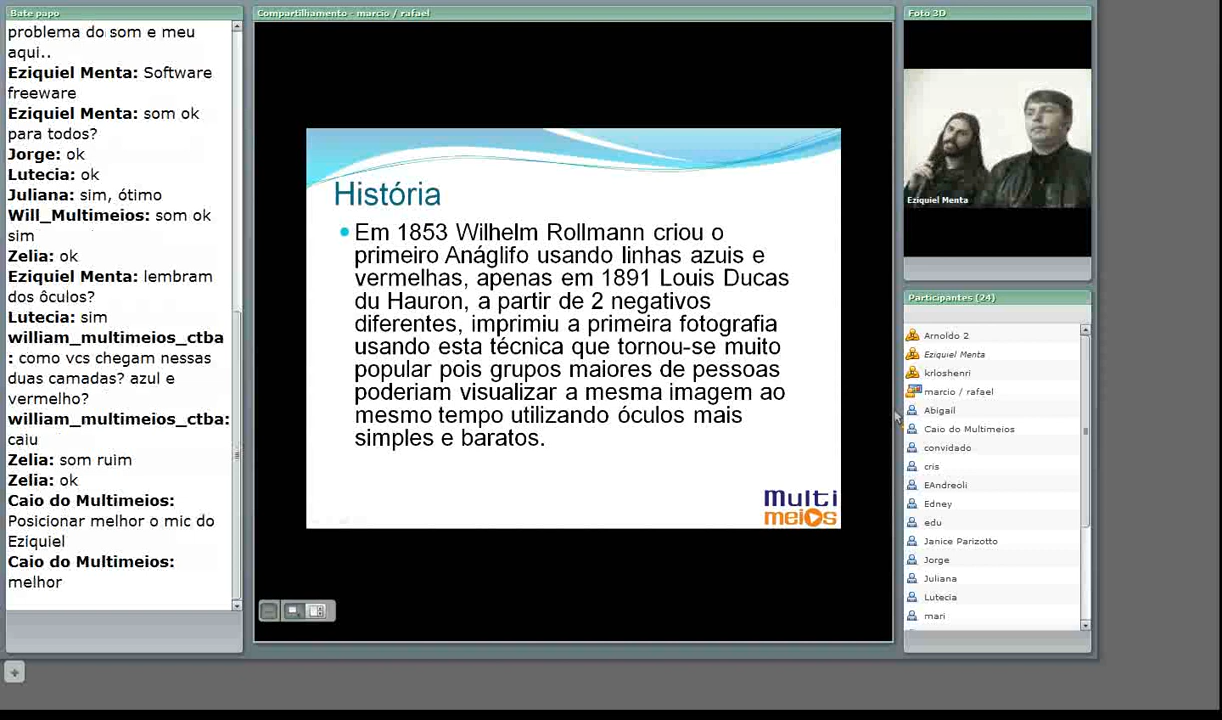 Bate papo
problema do som e meu
aqui..
Eziquiel Menta: Software
freeware
Eziquiel Menta: som ok
para todos?
Jorge: ok
Lutecia: ok
Juliana: sim, ótimo
Will_Multimeios: som ok
sim
Zelia: ok
Eziquiel Menta: lembram
dos ôculos?
Lutecia: sim
william_multimeios_ctba
: como vcs chegam nessas
duas camadas? azul e
vermelho?
william_multimeios_ctba:
caiu
Zelia: som ruim
Zelia: ok
Caio do Multimeios:
Posicionar melhor o mic do
Eziquiel
Caio do Multimeios:
melhor
Compartilhamento - marcio / rafael
História
Em 1853 Wilhelm Rollmann criou o
primeiro Anáglifo usando linhas azuis e
vermelhas, apenas em 1891 Louis Ducas
du Hauron, a partir de 2 negativos
diferentes, imprimiu a primeira fotografia
usando esta técnica que tornou-se muito
popular pois grupos maiores de pessoas
poderiam visualizar a mesma imagem ao
mesmo tempo utilizando óculos mais
simples e baratos.
Multi
meios
Foto 3D
Eziquiel Menta
Participantes (24)
Arnoldo 2
Eziquiel Menta
krloshenri
marcio / rafael
Abigail
Caio do Multimeios
convidado
cris
EAndreoli
Edney
edu
Janice Parizotto
Jorge
Juliana
Lutecia
mari